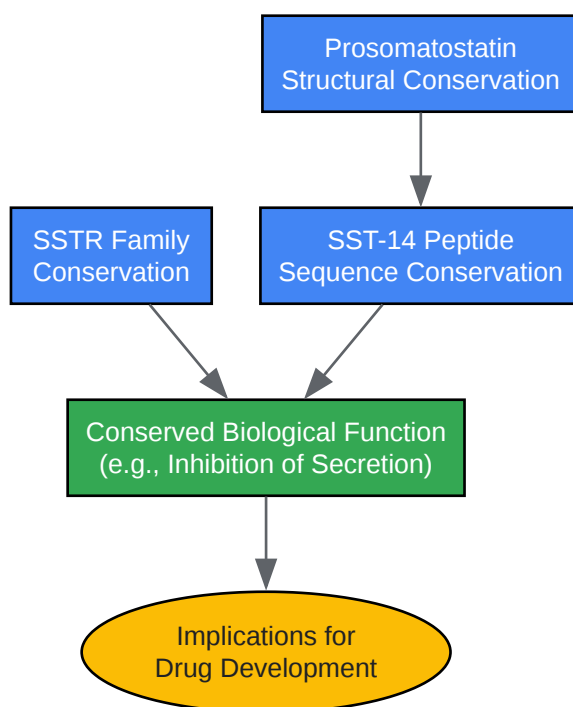 Prosomatostatin
Structural Conservation
SSTR Family
Conservation
SST-14 Peptide
Sequence Conservation
Conserved Biological Function
(e.g., Inhibition of Secretion)
Implications for
Drug Development